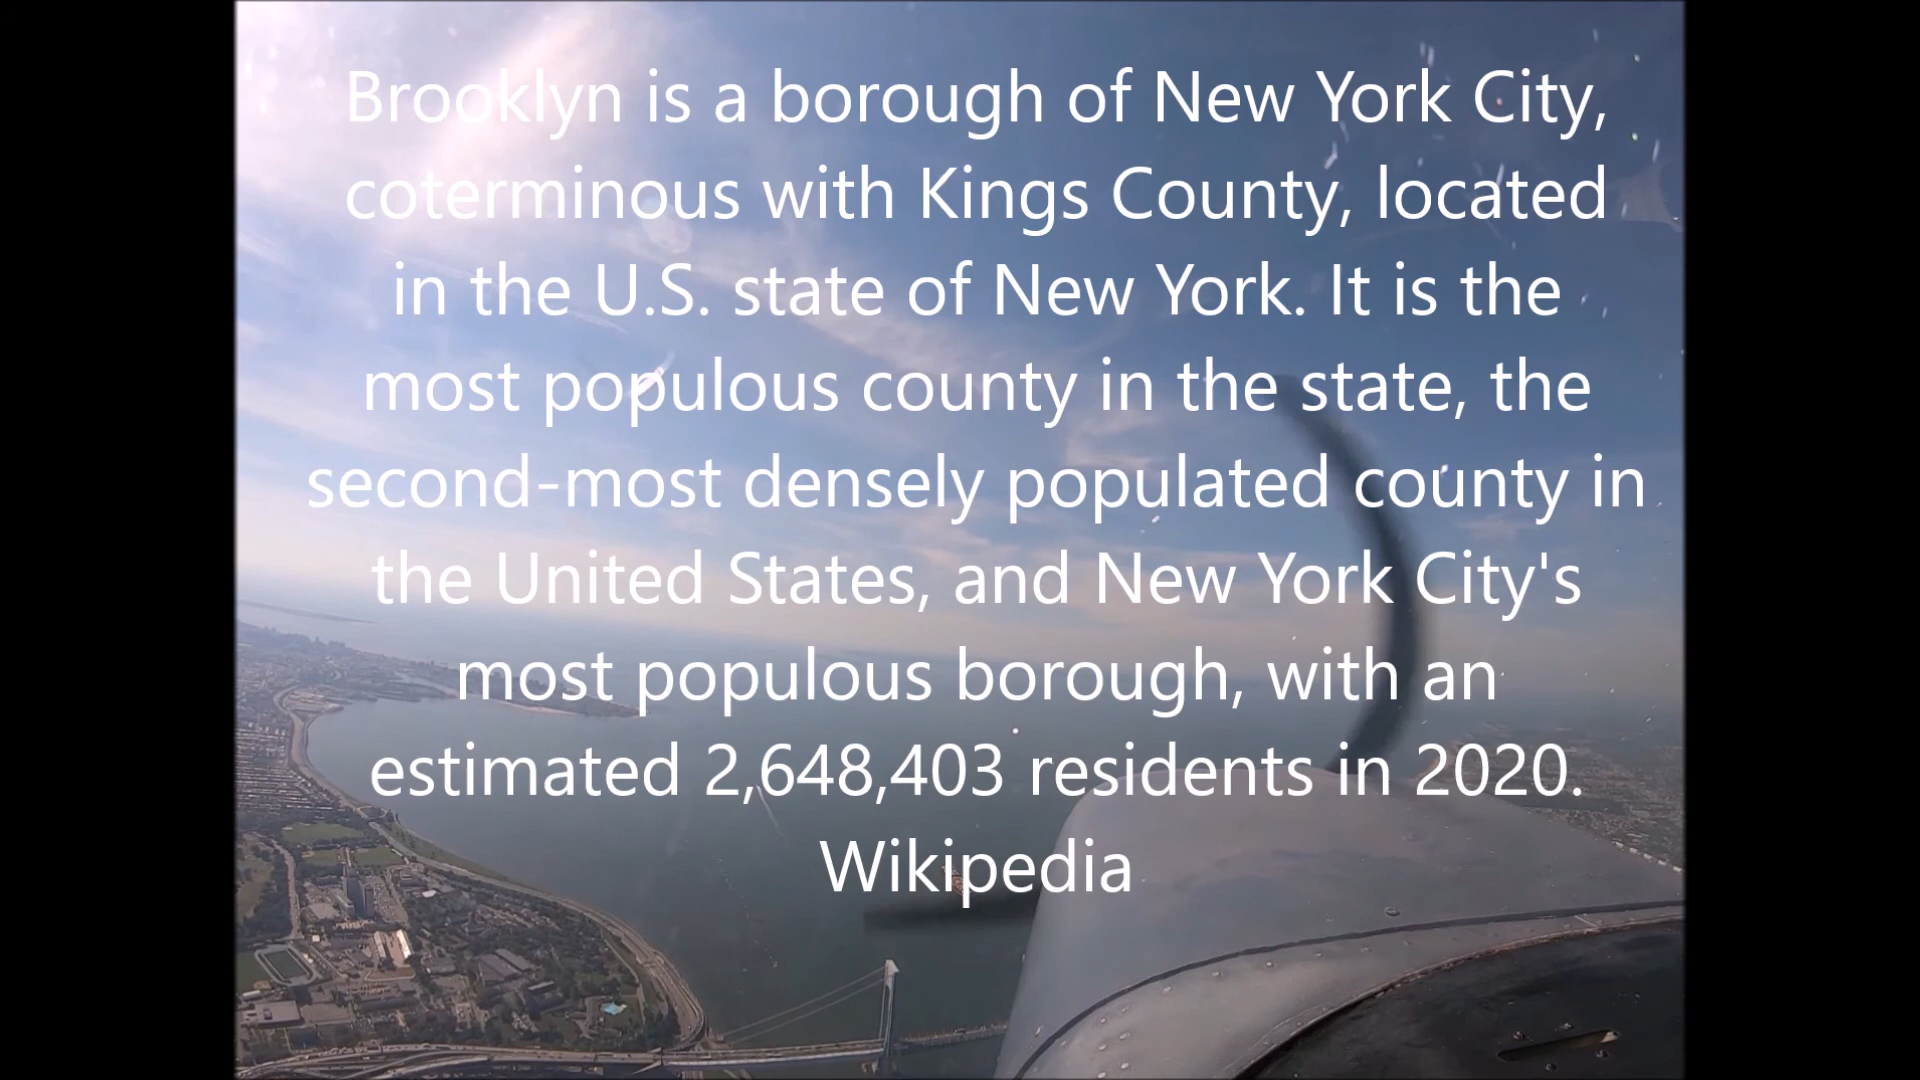 Brooklyn is a borough of New York City,
coterminous with Kings County, located
in the U.S. state of New York. It is the
most populous county in the state, the
second-most densely populated county in
the United States, and New York City's
most populous borough, with an
estimated 2,648,403 residents in 2020.
Wikipedia